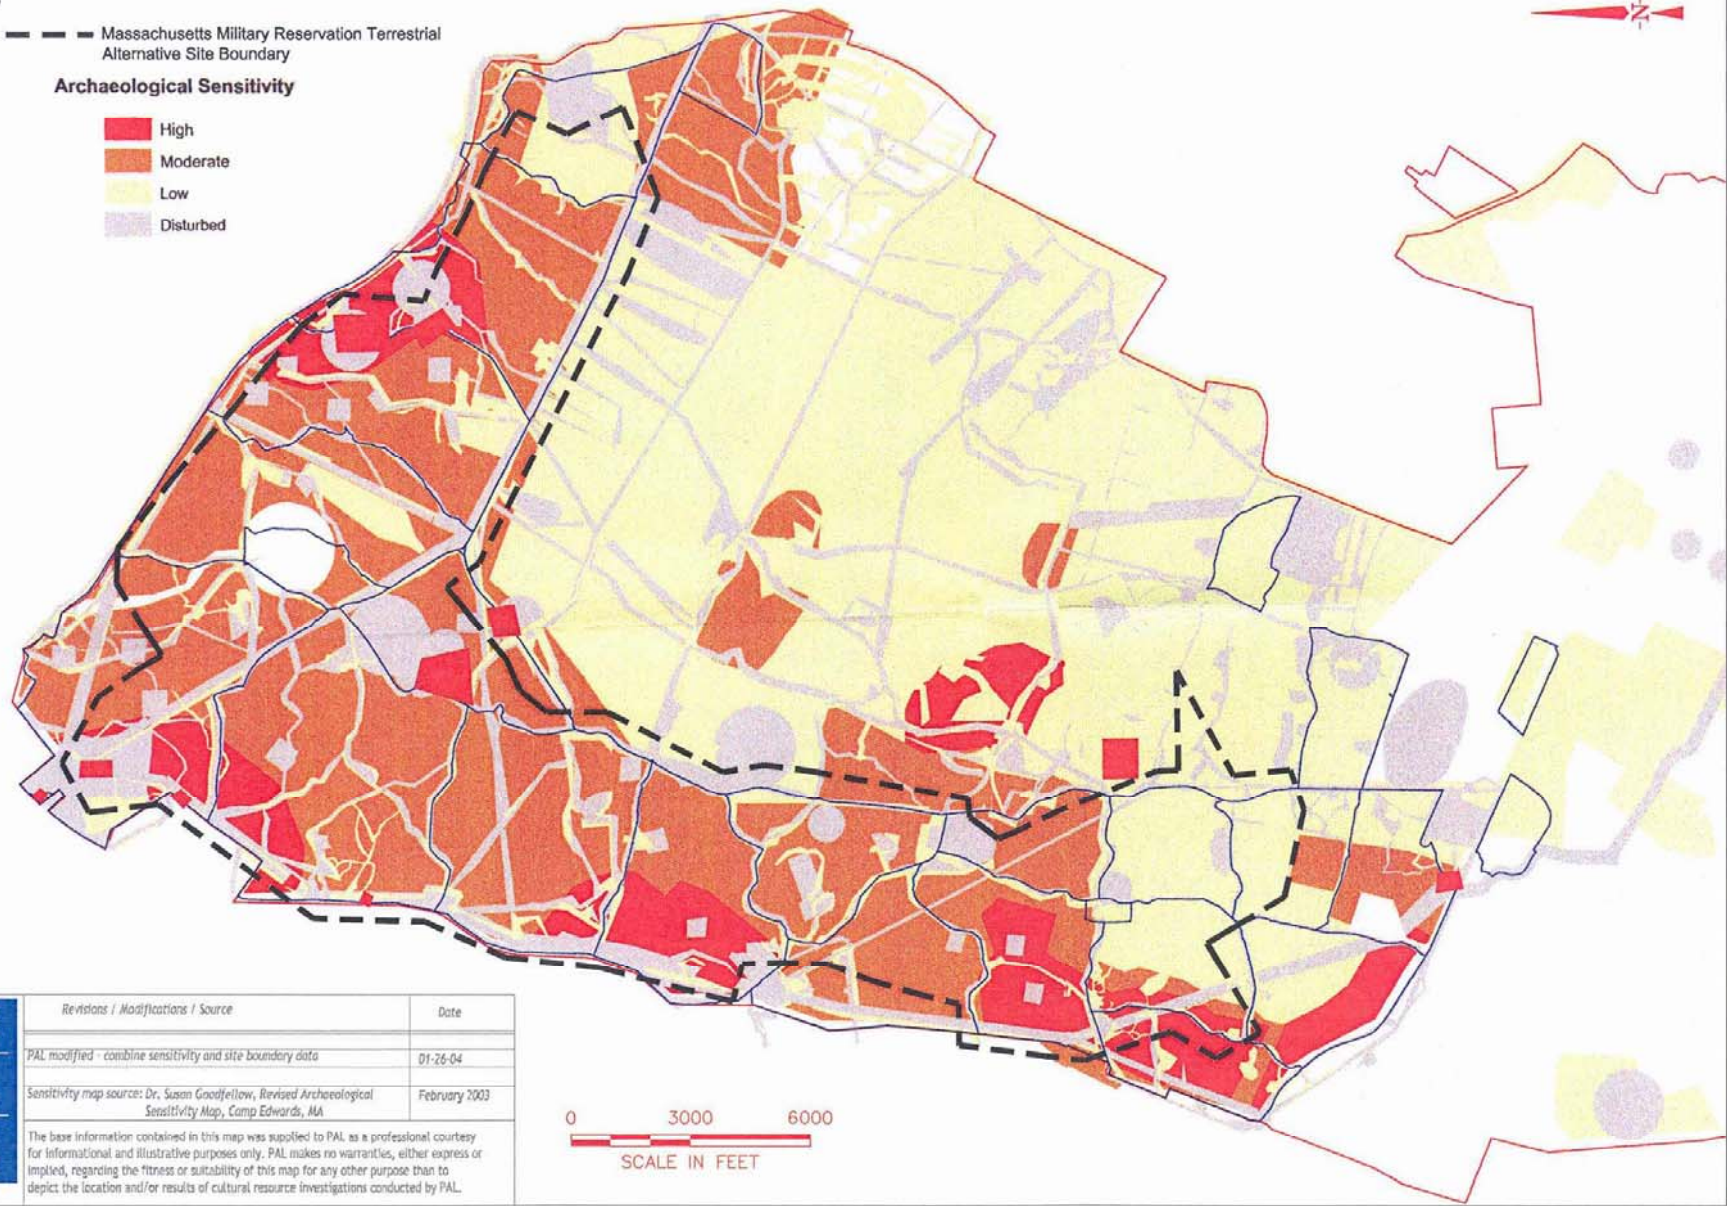 Massachusetts Military Reservation Terrestrial
Alternative Site Boundary
Archaeological Sensitivity
High
Moderate
Low
Disturbed
N
Revisions / Modifications / Source Date
PAL modified - combine sensitivity and site boundary data 01-26-04
Sensitivity map source: Dr. Susan Goodfellow, Revised Archaeological February 2003
Sensitivity Map, Camp Edwards, MA
The base information contained in this map was supplied to PAL as a professional courtesy
for informational and illustrative purposes only. PAL makes no warranties, either express or
implied, regarding the fitness or suitability of this map for any other purpose than to
depict the location and/or results of cultural resource investigations conducted by PAL.
0 3000 6000
SCALE IN FEET